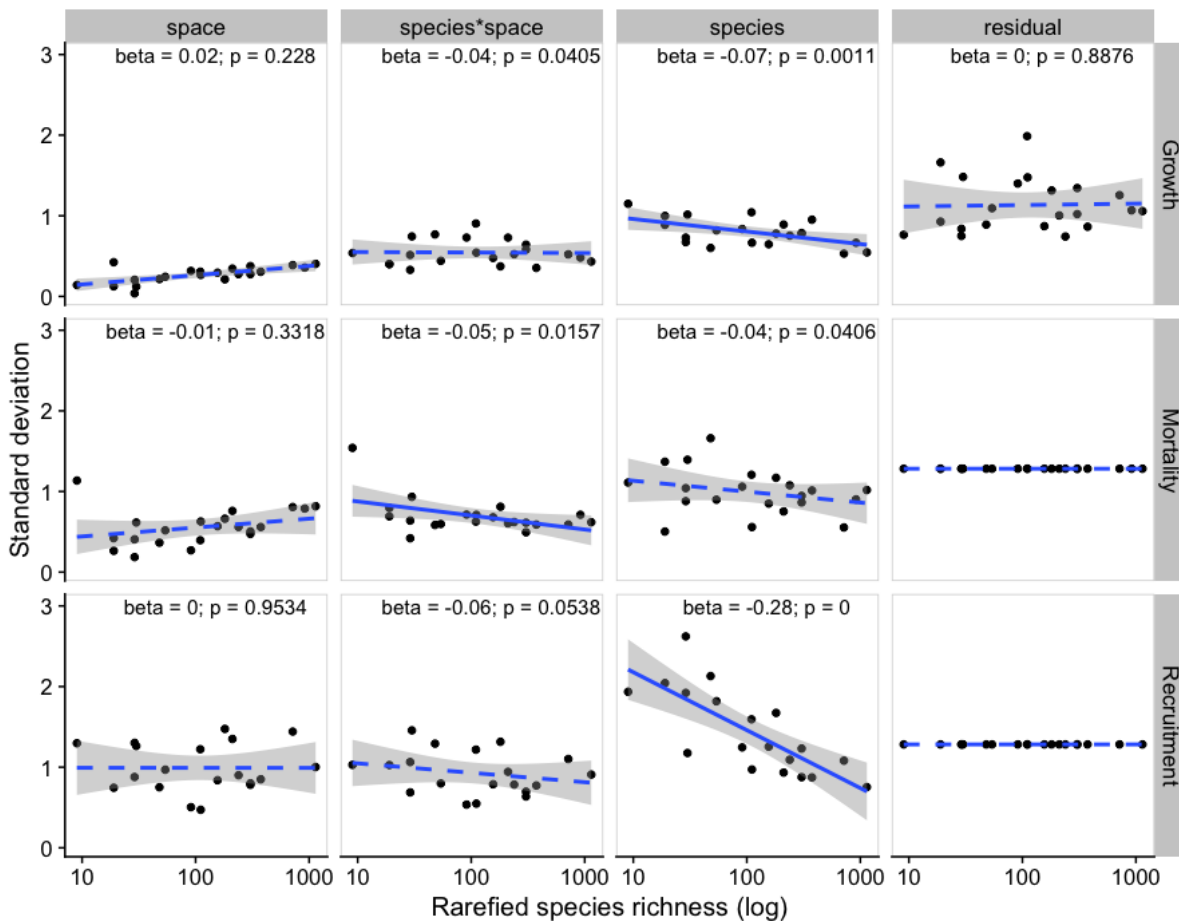 space species*space species residual
beta = 0.02; p = 0.228 beta = -0.04; p = 0.0405 beta = -0.07; p = 0.0011 beta = 0; p = 0.8876
3
2
1
0
Growth
beta = -0.01; p = 0.3318 beta = -0.05; p = 0.0157 beta = -0.04; p = 0.0406
3
2
1
0
Mortality
Standard deviation
beta = 0; p = 0.9534 beta = -0.06; p = 0.0538 beta = -0.28; p = 0
3
2
1
0
Recruitment
10 100 1000 10 100 1000 10 100 1000 10 100 1000
Rarefied species richness (log)